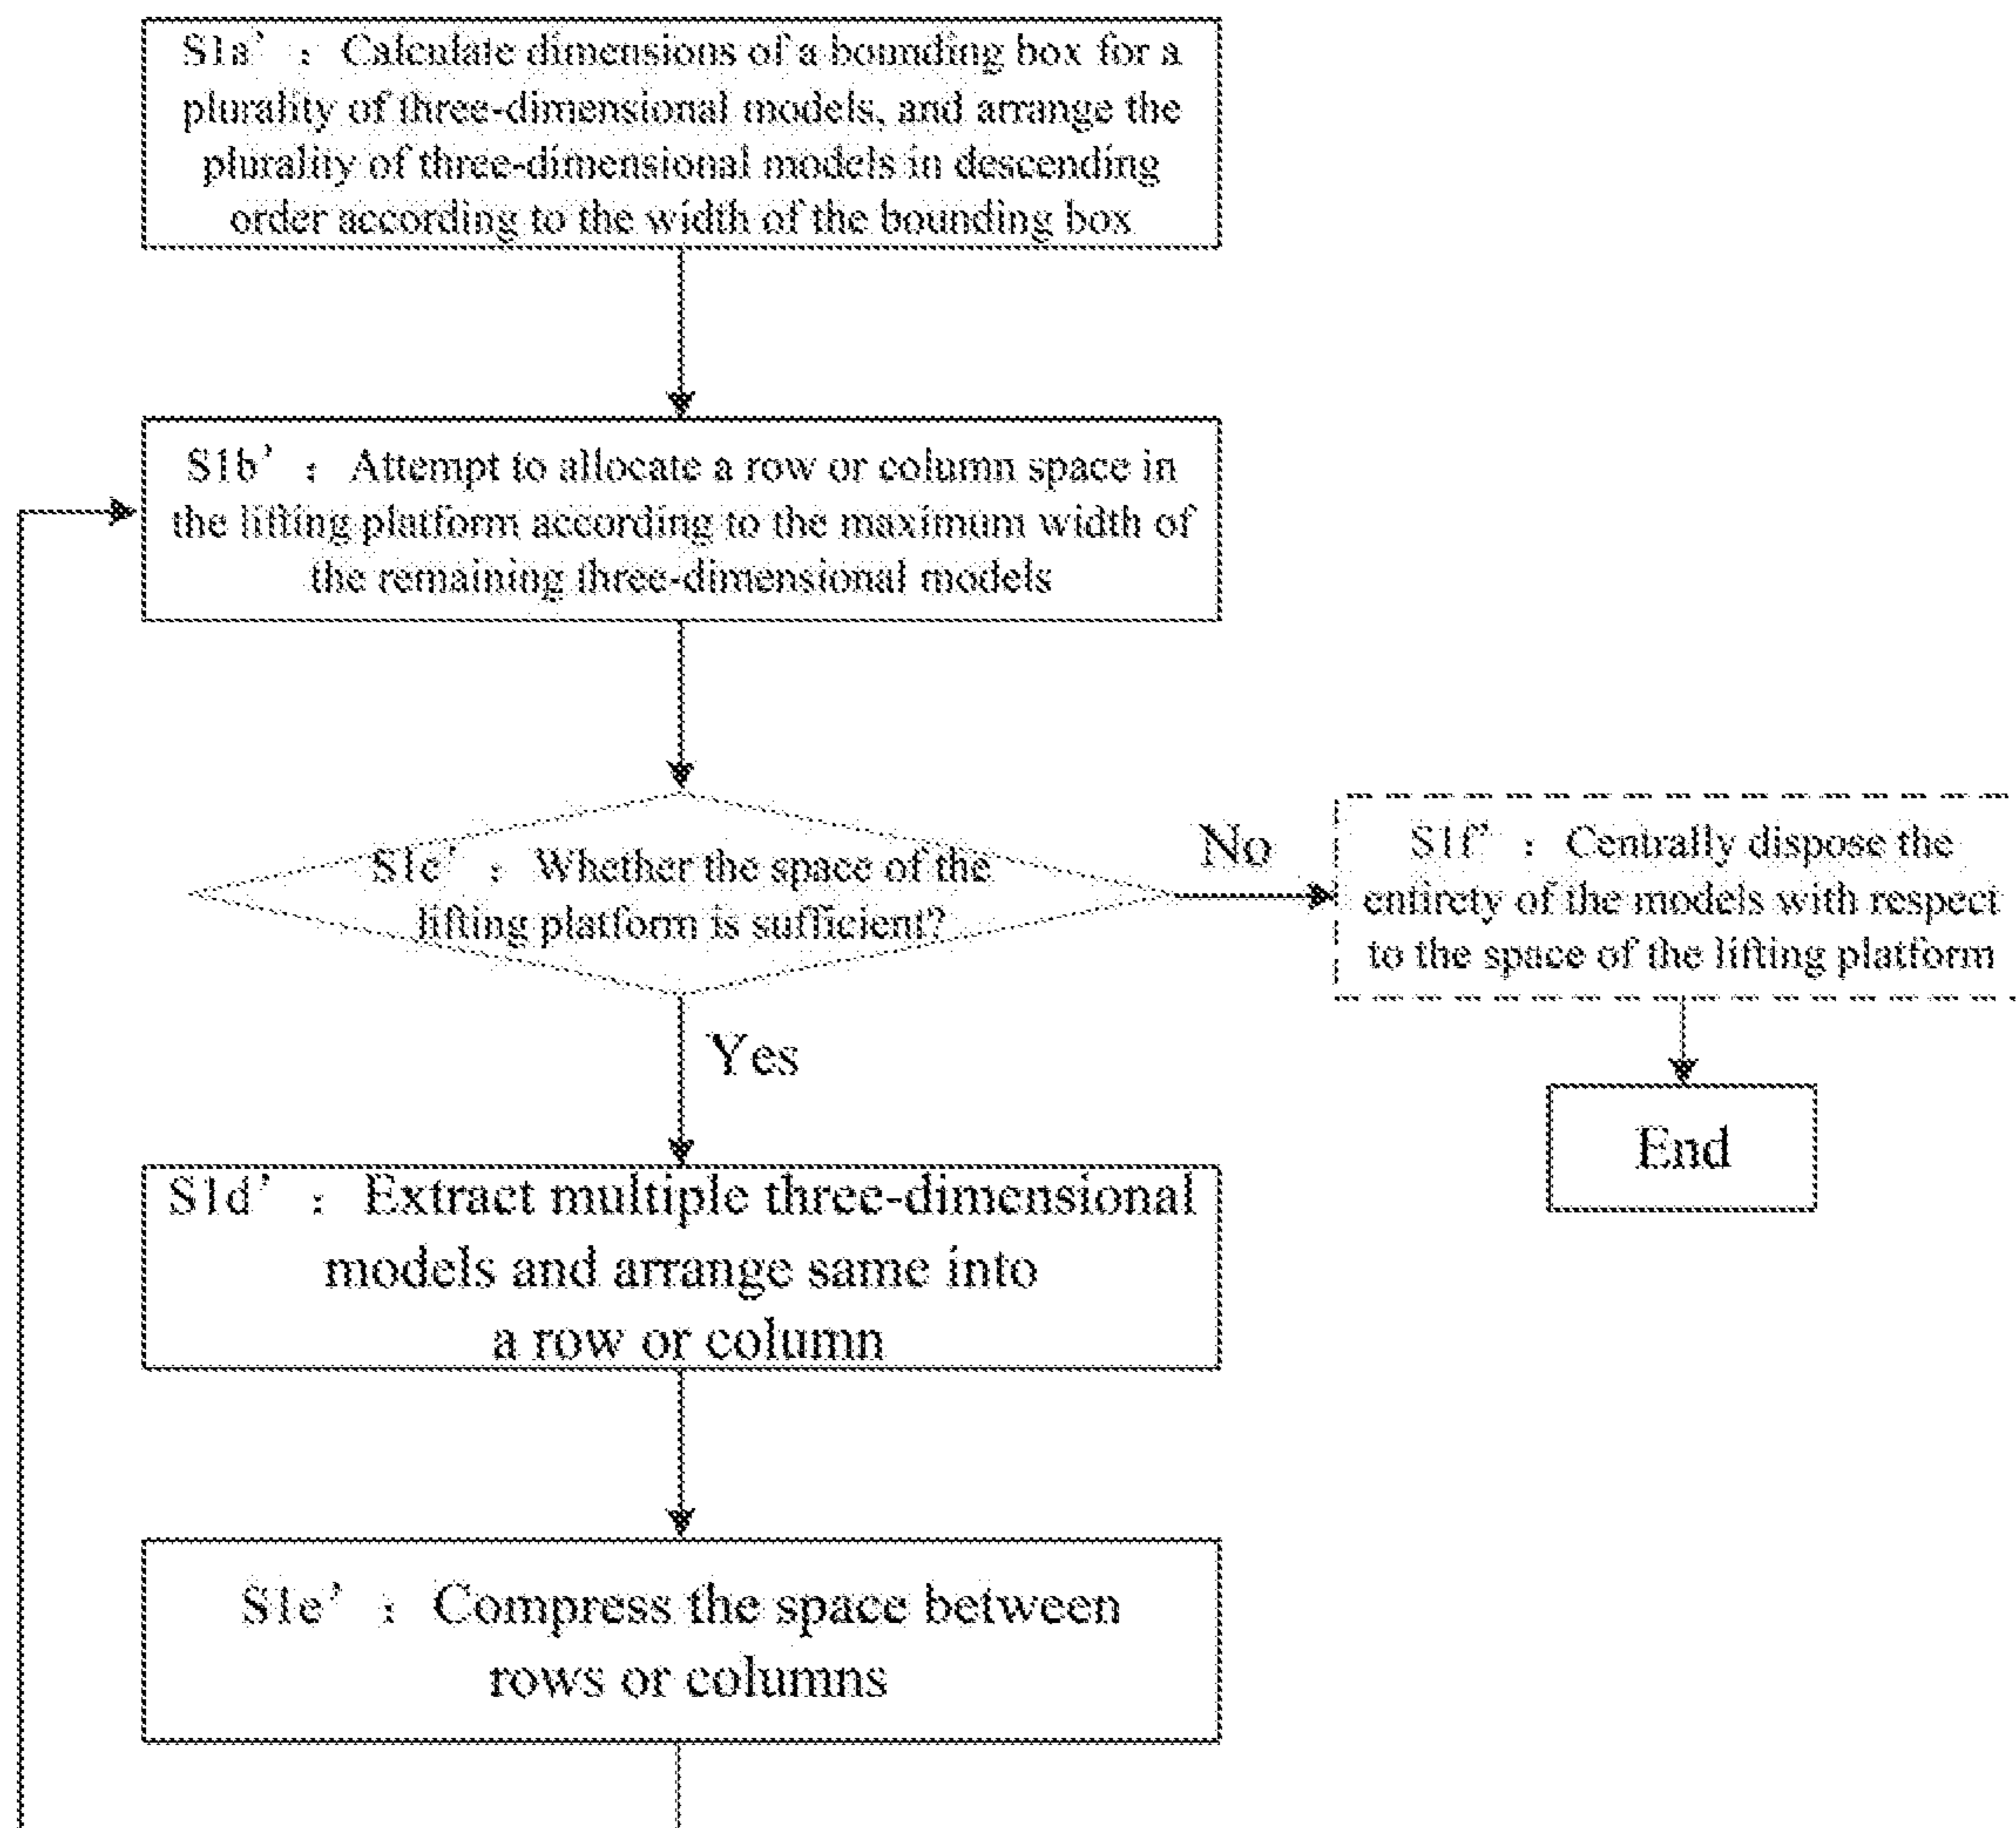 S1a’ : Calculate dimensions of a bounding box for a
plurality of three-dimensional models, and arrange the
plurality of three-dimensional models in descending
order according to the width of the bounding box
S1b’ : Attempt to allocate a row or column space in
the lifting platform according to the maximum width of
the remaining three-dimensional models
S1c’ : Whether the space of the
lifting platform is sufficient?
No
S1f’ : Centrally dispose the
entirety of the models with respect
to the space of the lifting platform
Yes
End
S1d’ : Extract multiple three-dimensional
models and arrange same into
a row or column
S1e’ : Compress the space between
rows or columns